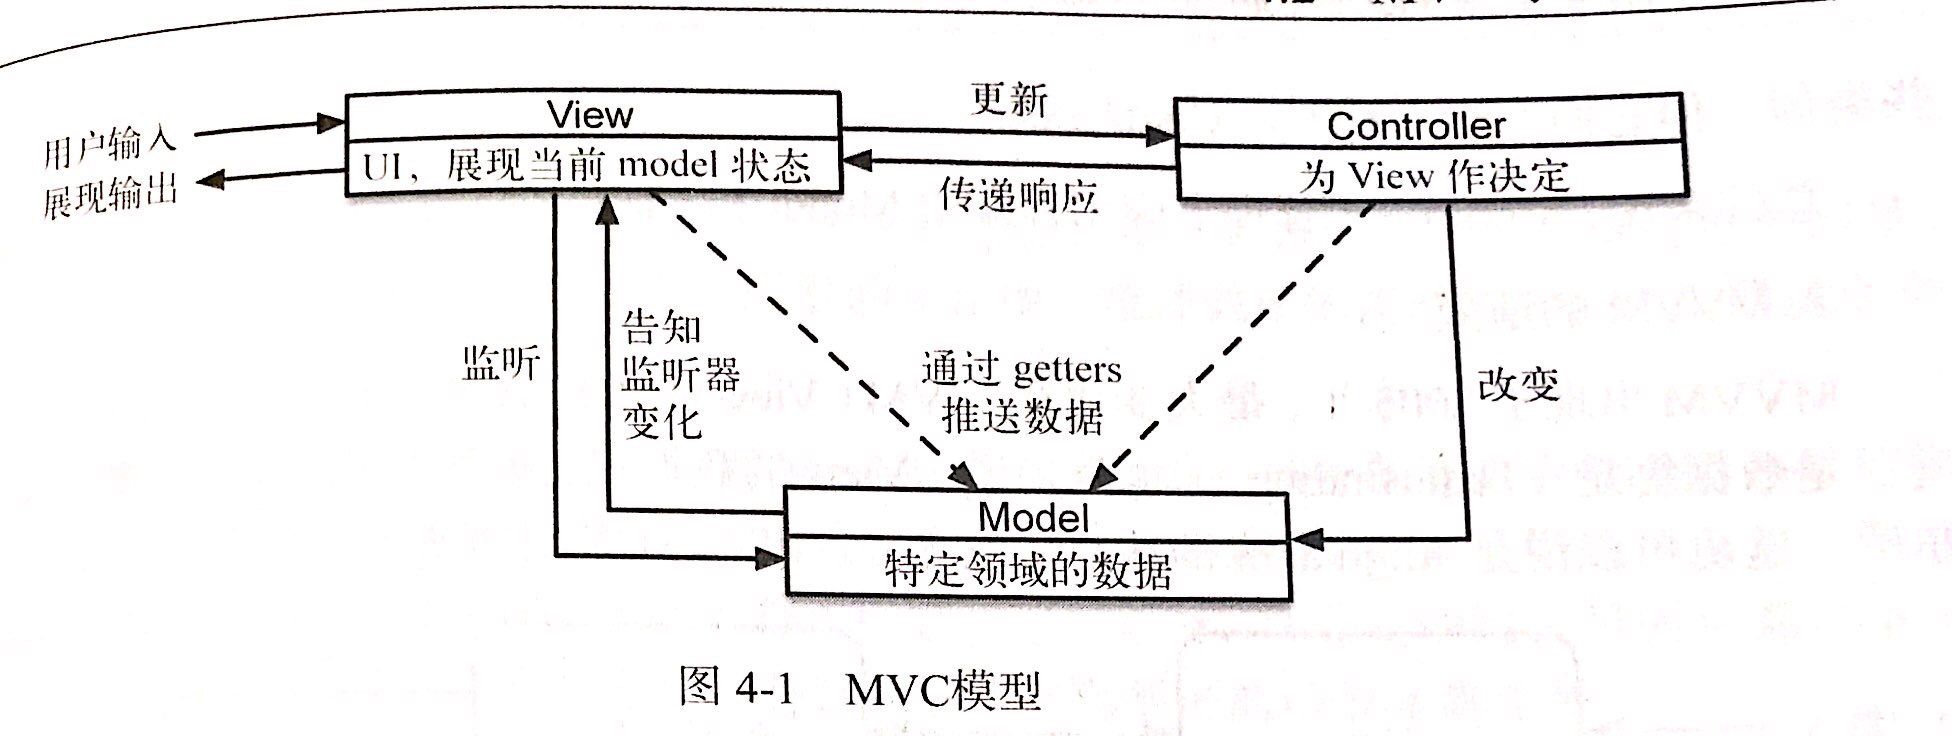 用户输入
展现输出
View
UI，展现当前 model 状态
更新
传递响应
Controller
为 View 作决定
监听
告知
监听器
变化
通过 getters
推送数据
改变
Model
特定领域的数据
图 4-1 MVC模型